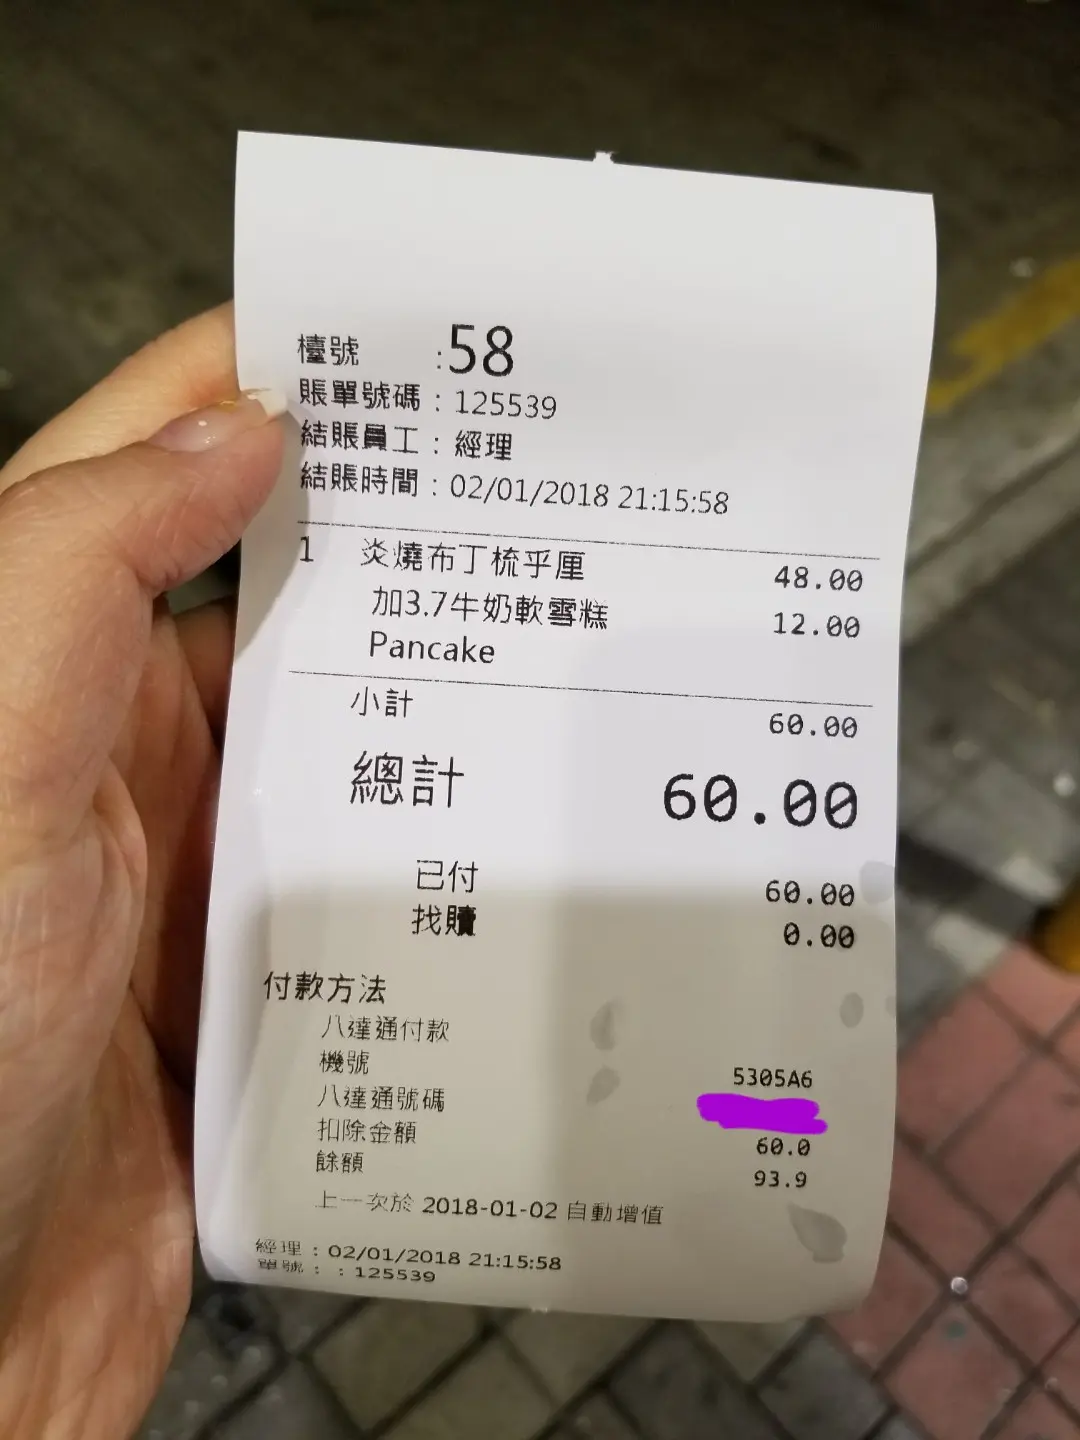 檯號 :58
賬單號碼 : 125539
結賬員工 : 經理
結賬時間 : 02/01/2018 21:15:58
1 炎燒布丁梳乎厘 48.00
加3.7牛奶軟雪糕 12.00
Pancake
小計 60.00
總計 60.00
已付 60.00
找贖 0.00
付款方法
八達通付款
機號 5305A6
八達通號碼
扣除金額 60.0
餘額 93.9
上一次於 2018-01-02 自動增值
經理 : 02/01/2018 21:15:58
單號 : : 125539